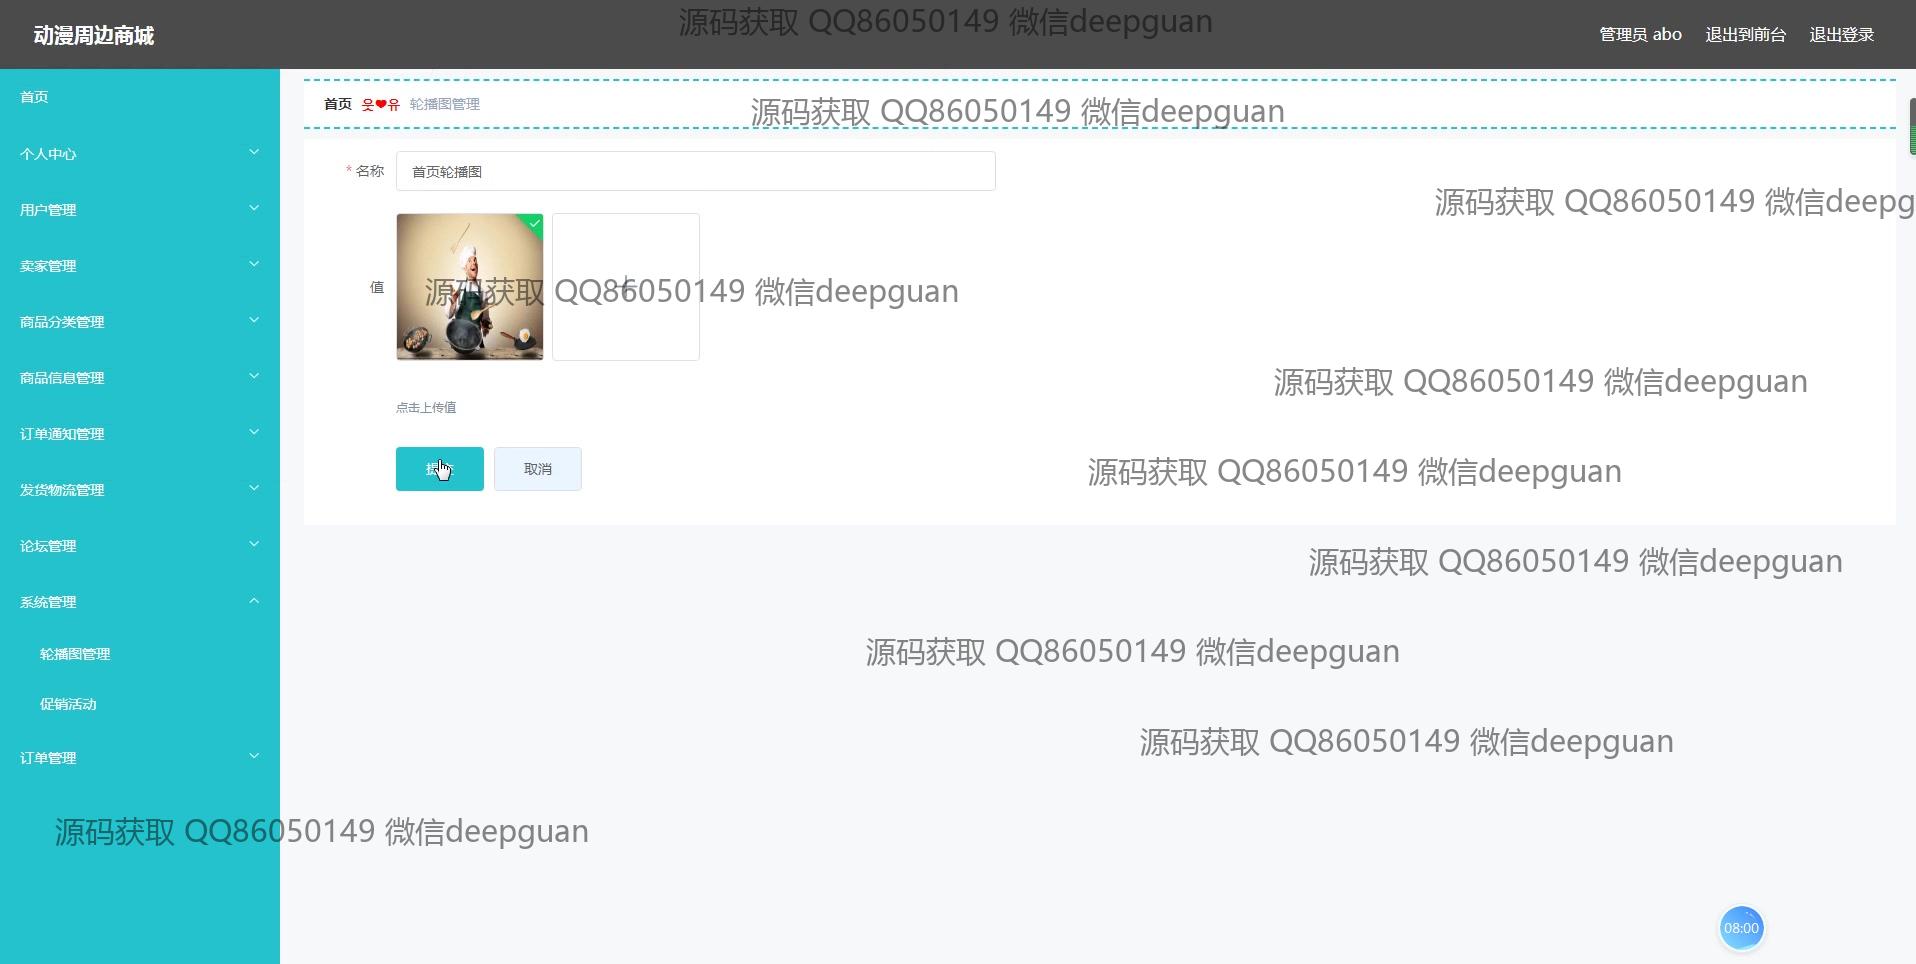 动漫周边商城
源码获取 QQ86050149 微信deepguan
管理员 abo 退出到前台 退出登录
首页
个人中心
用户管理
卖家管理
商品分类管理
商品信息管理
订单通知管理
发货物流管理
论坛管理
系统管理
轮播图管理
促销活动
订单管理
首页 웃❤유 轮播图管理
源码获取 QQ86050149 微信deepguan
* 名称 首页轮播图
源码获取 QQ86050149 微信deepg
值
源码获取 QQ86050149 微信deepguan
源码获取 QQ86050149 微信deepguan
点击上传值
取消
源码获取 QQ86050149 微信deepguan
源码获取 QQ86050149 微信deepguan
源码获取 QQ86050149 微信deepguan
源码获取 QQ86050149 微信deepguan
源码获取 QQ86050149 微信deepguan
08:00